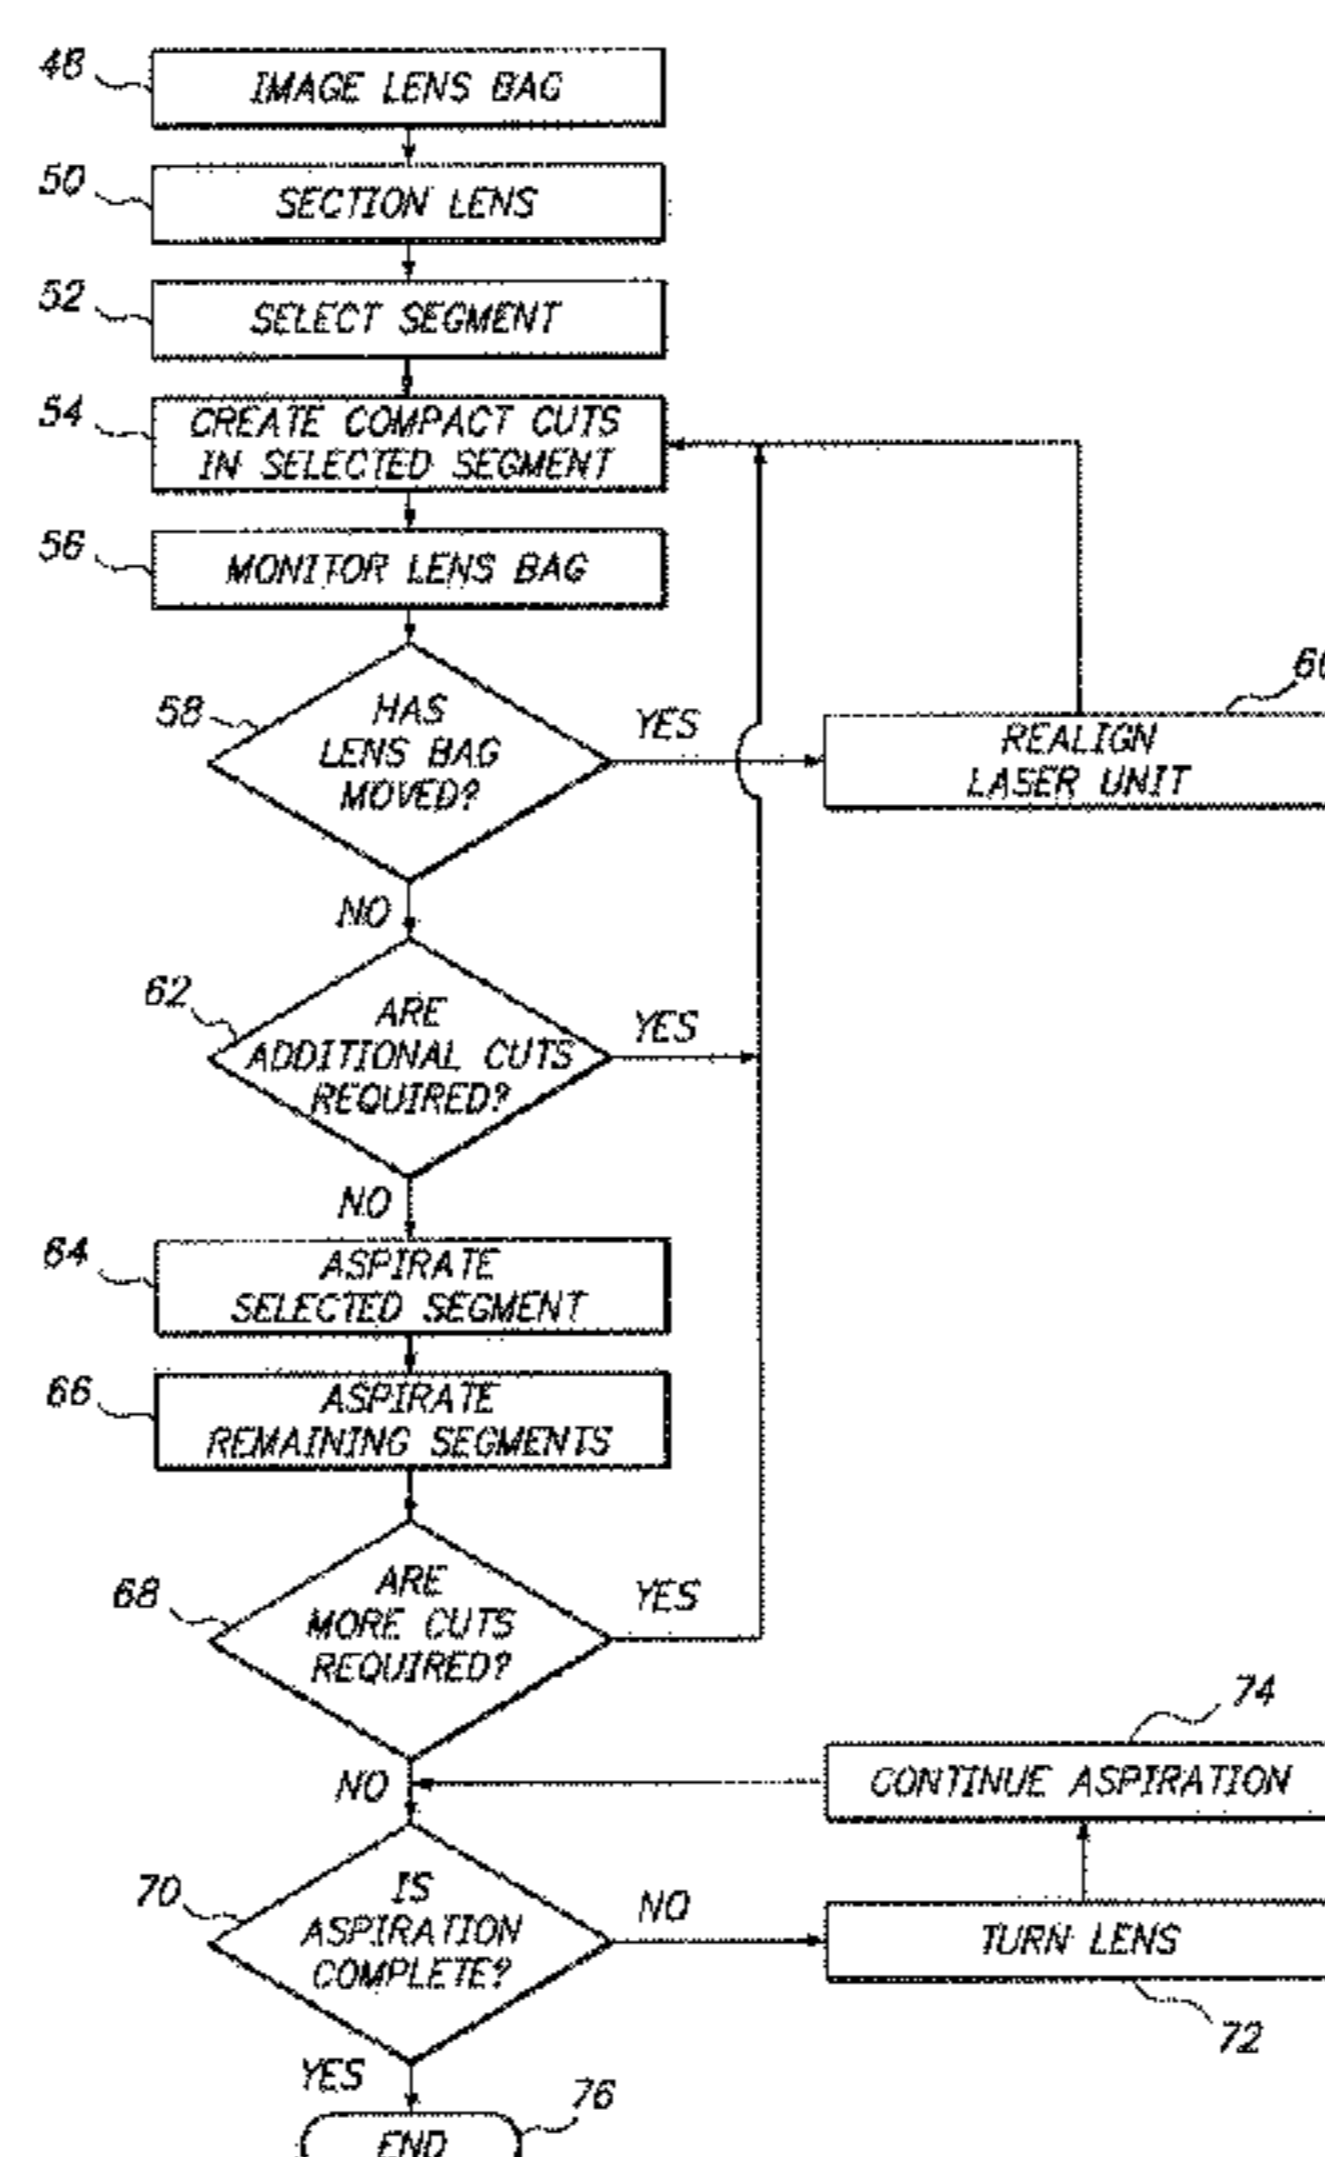 48
IMAGE LENS BAG
50
SECTION LENS
52
SELECT SEGMENT
54
CREATE COMPACT CUTS
IN SELECTED SEGMENT
56
MONITOR LENS BAG
58
HAS
LENS BAG
MOVED?
YES
REALIGN
LASER UNIT
NO
62
ARE
ADDITIONAL CUTS
REQUIRED?
YES
NO
64
ASPIRATE
SELECTED SEGMENT
66
ASPIRATE
REMAINING SEGMENTS
68
ARE
MORE CUTS
REQUIRED?
YES
74
CONTINUE ASPIRATION
NO
70
IS
ASPIRATION
COMPLETE?
NO
TURN LENS
72
YES
76
END